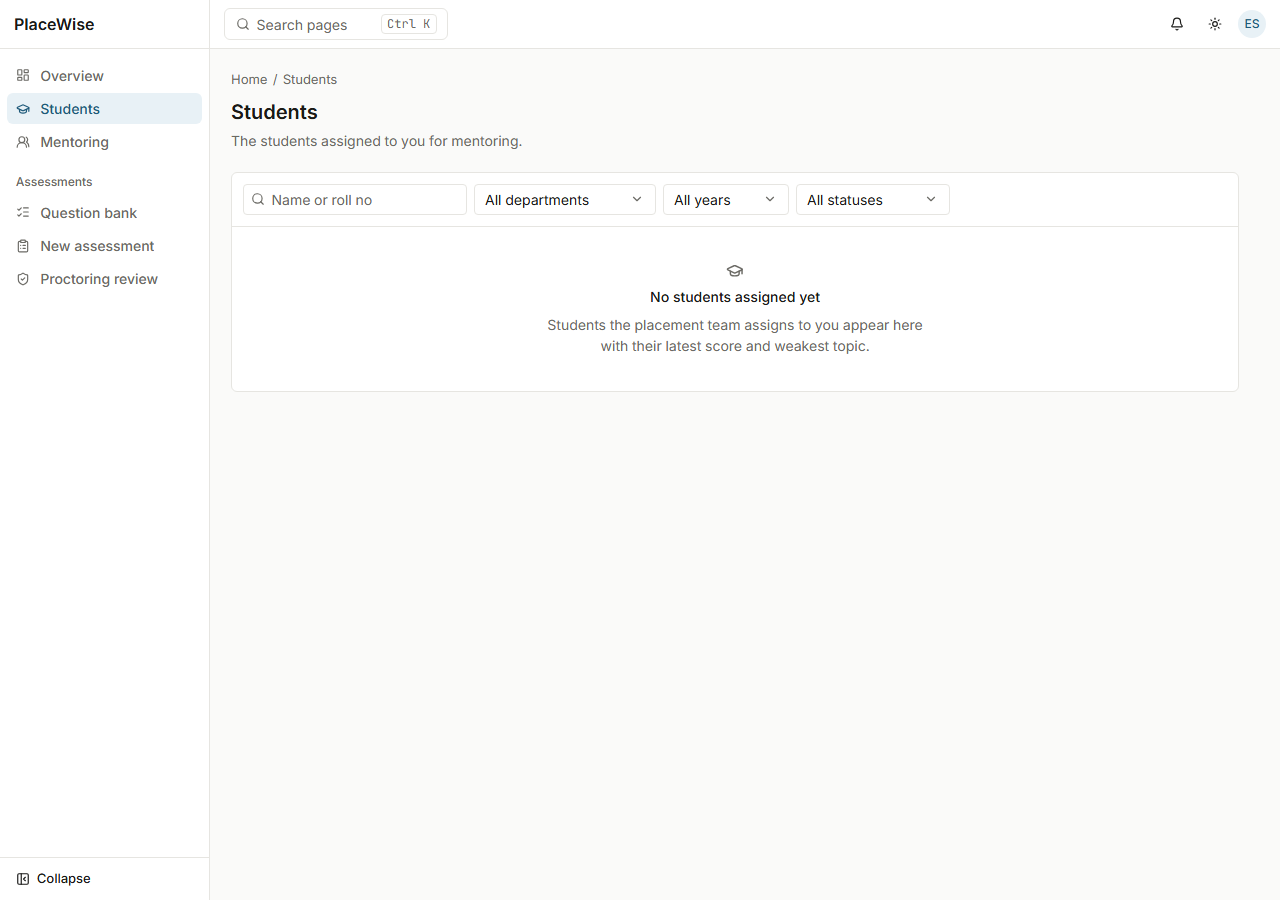 PlaceWise
Search pages
Ctrl K
ES
Overview
Students
Mentoring
Assessments
Question bank
New assessment
Proctoring review
Collapse
Home / Students
Students
The students assigned to you for mentoring.
Name or roll no
All departments
All years
All statuses
No students assigned yet
Students the placement team assigns to you appear here
with their latest score and weakest topic.